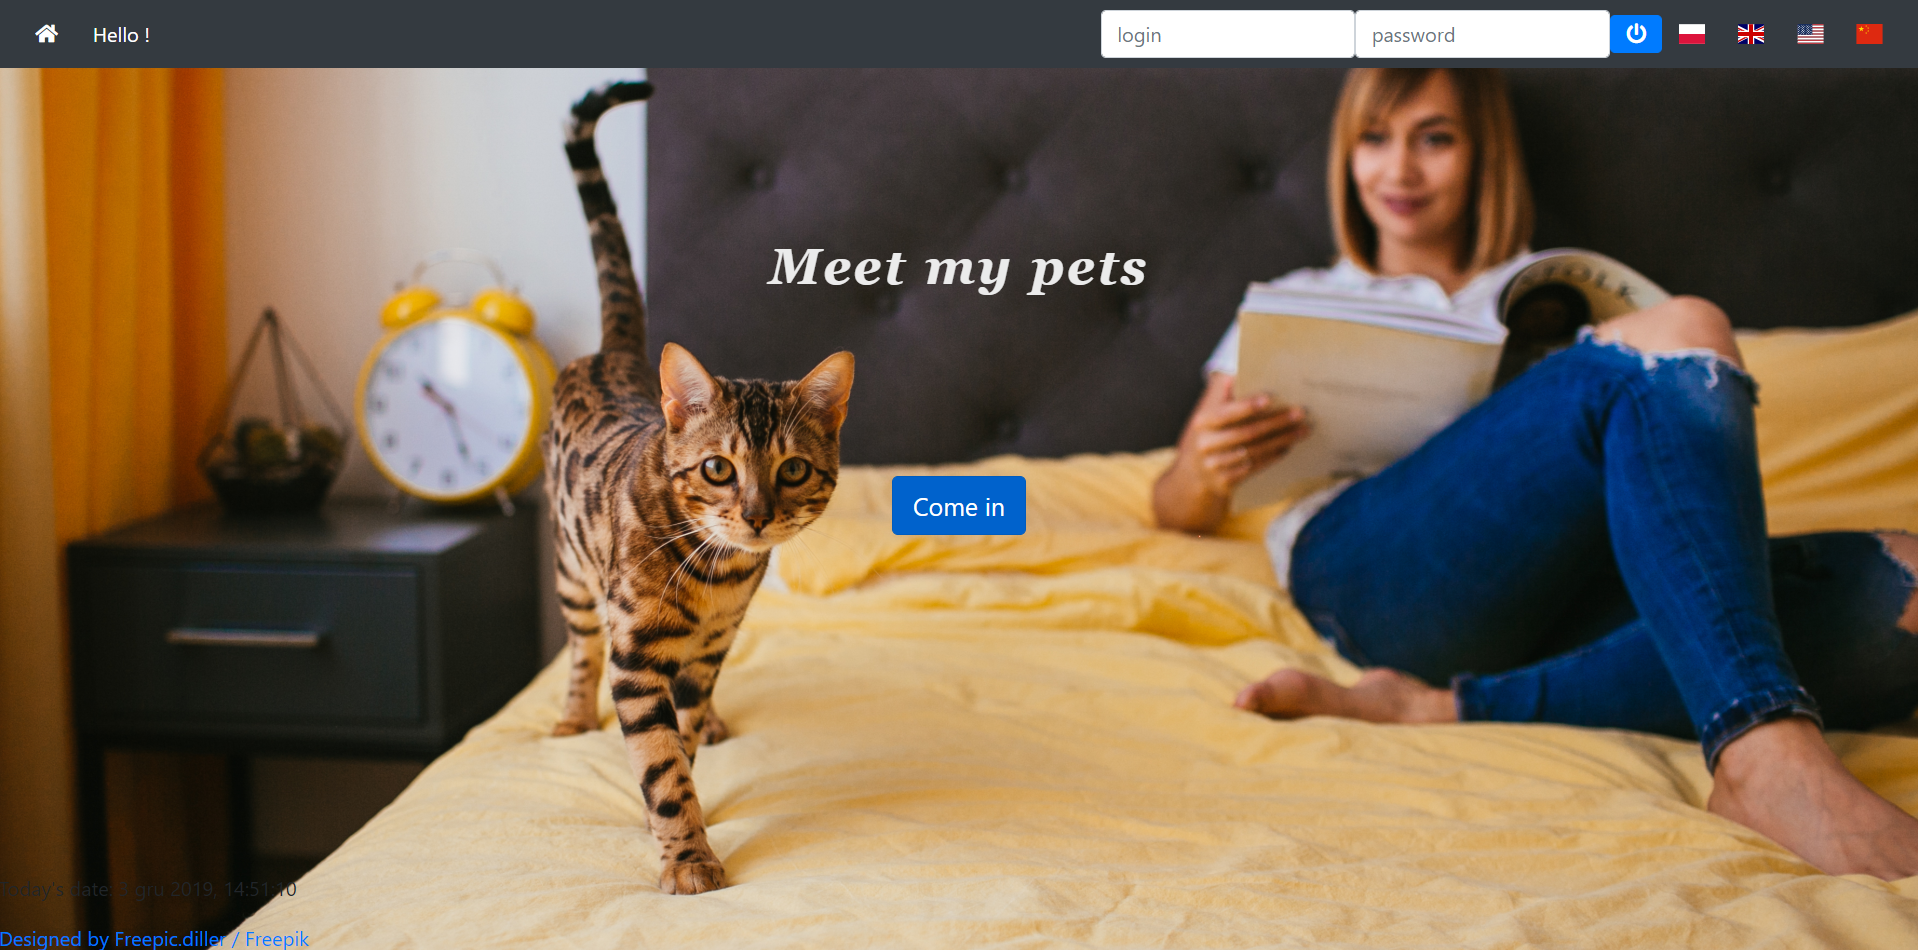 Hello !
login
password
Meet my pets
Come in
Today's date: gru 2019, 14:51:10
Designed by Freepic.diller / Freepik